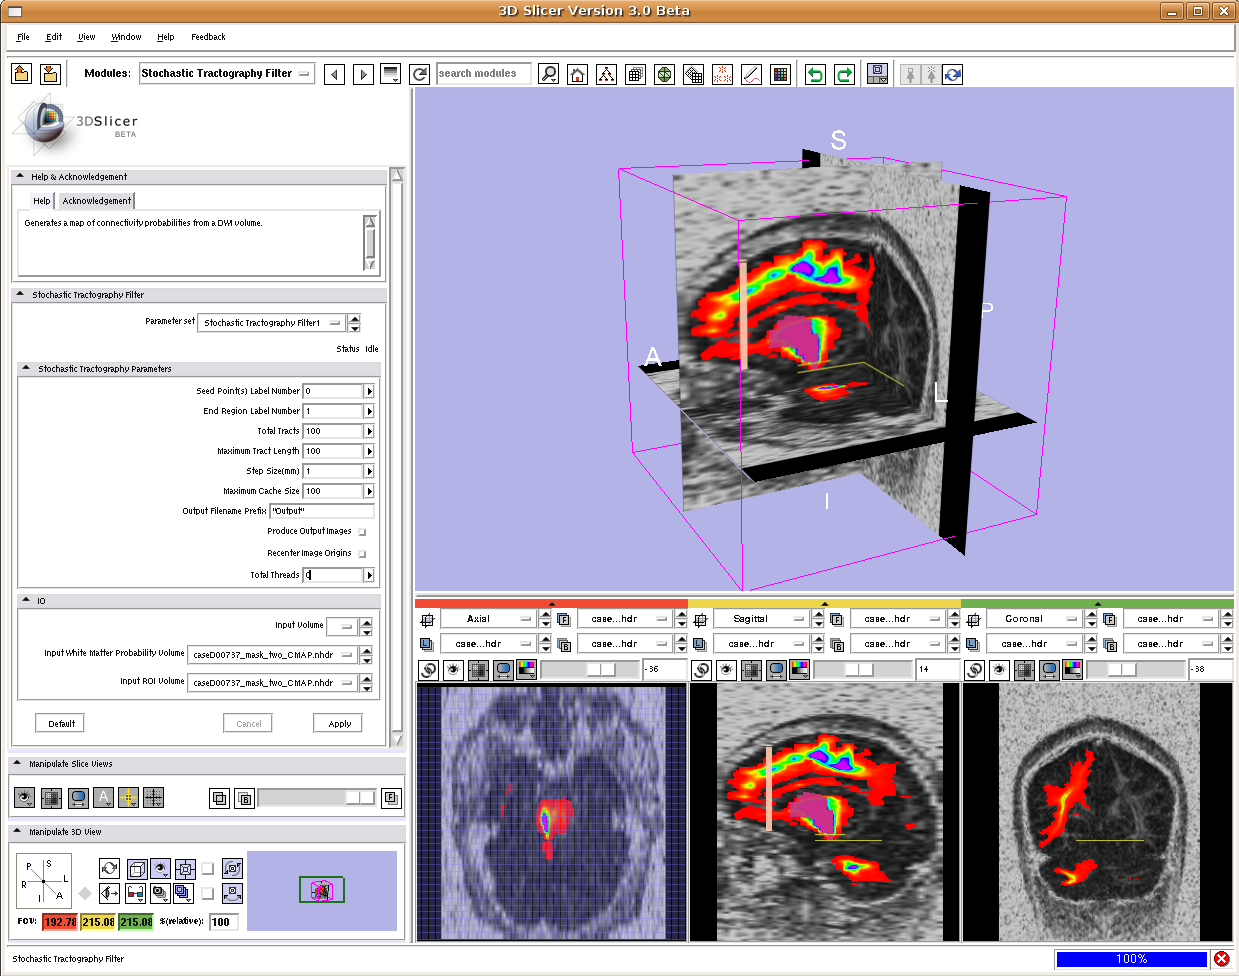 3D Slicer Version 3.0 Beta
File Edit View Window Help Feedback
Modules: Stochastic Tractography Filter search modules
3DSlicer
BETA
Help & Acknowledgement
Help Acknowledgement
Generates a map of connectivity probabilities from a DWI volume.
Stochastic Tractography Filter
Parameter set Stochastic Tractography Filter1
Status Idle
Stochastic Tractography Parameters
Seed Point(s) Label Number 0
End Region Label Number 1
Total Tracts 100
Maximum Tract Length 100
Step Size(mm) 1
Maximum Cache Size 100
Output Filename Prefix "Output"
Produce Output Images
Recenter Image Origins
Total Threads 0
IO
Input Volume
Input White Matter Probability Volume caseD00737_mask_two_CMAP.nhdr
Input ROI Volume caseD00737_mask_two_CMAP.nhdr
Default Cancel Apply
Manipulate Slice Views
A B F
Manipulate 3D View
P S
R L
I A
FOV: 192.78 215.08 215.08 %(relative): 100
S
P
A
L
I
Axial F case...hdr
case...hdr B case...hdr
-36
Sagittal F case...hdr
case...hdr B case...hdr
14
Coronal F case...hdr
case...hdr B case...hdr
-38
Stochastic Tractography Filter
100%